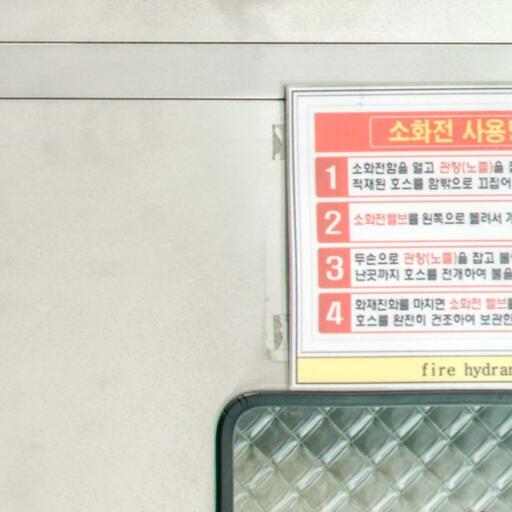 소화전 사용
1 소화전함을 열고 관창(노즐)을
적재된 호스를 함밖으로 끄집어
2 소화전밸브를 왼쪽으로 돌려서
3 두손으로 관창(노즐)을 잡고
난곳까지 호스를 전개하여 불을
4 화재진화를 마치면 소화전 밸브를
호스를 완전히 건조하여 보관한
fire hydran